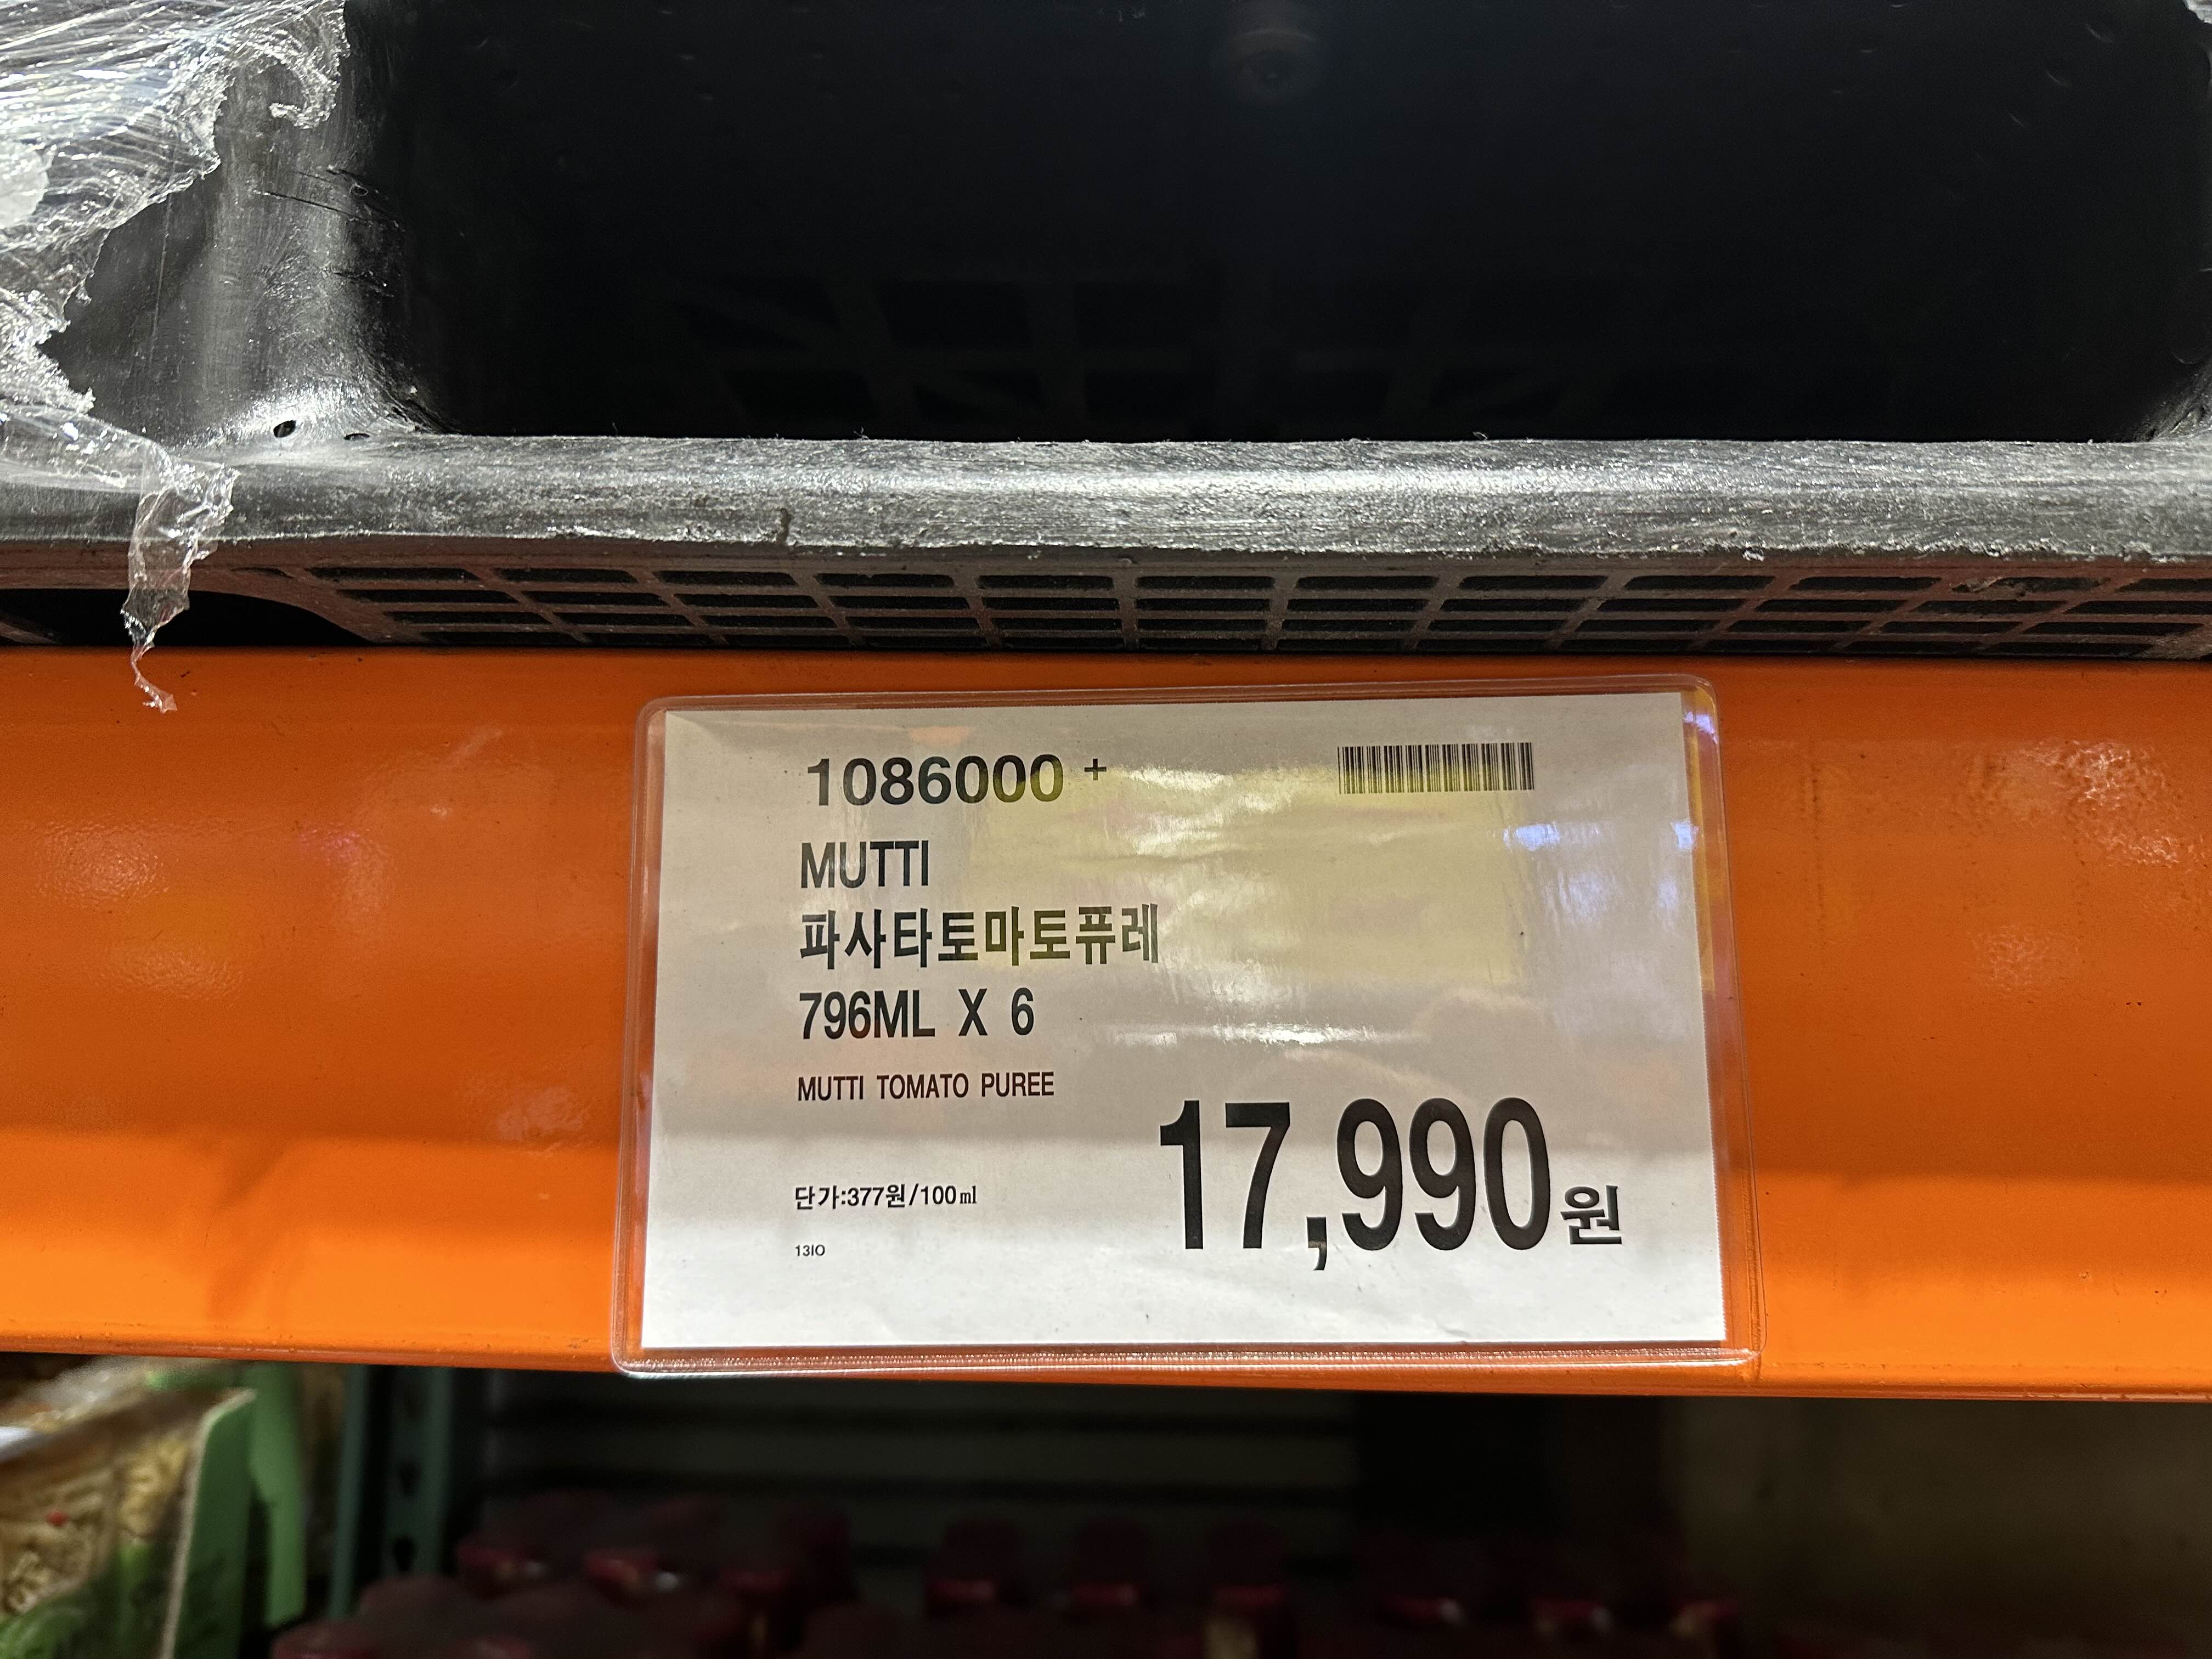 1086000 +
MUTTI
파사타토마토퓨레
796ML X 6
MUTTI TOMATO PUREE
17,990원
단가:377원/100㎖
13IO